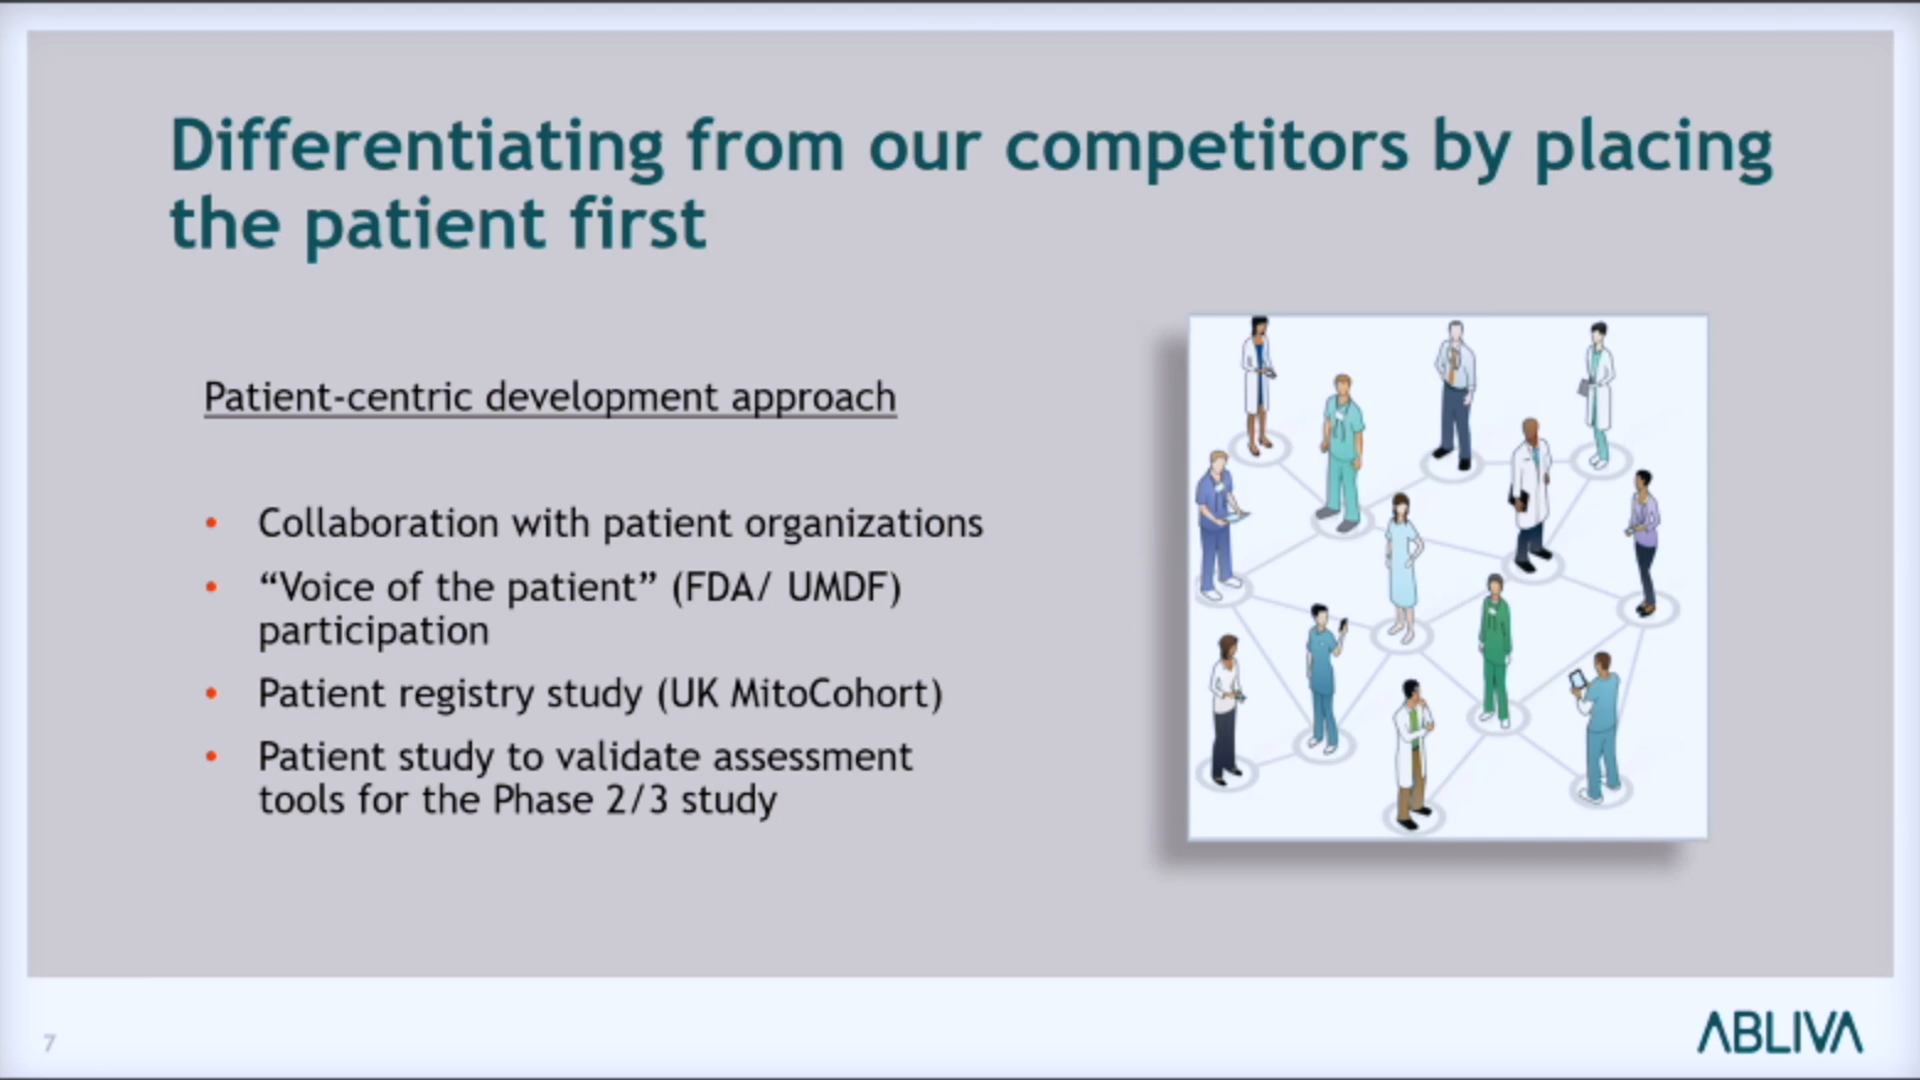 Differentiating from our competitors by placing
the patient first
Patient-centric development approach
• Collaboration with patient organizations
• “Voice of the patient” (FDA/ UMDF)
participation
• Patient registry study (UK MitoCohort)
• Patient study to validate assessment
tools for the Phase 2/3 study
7
ABLIVA